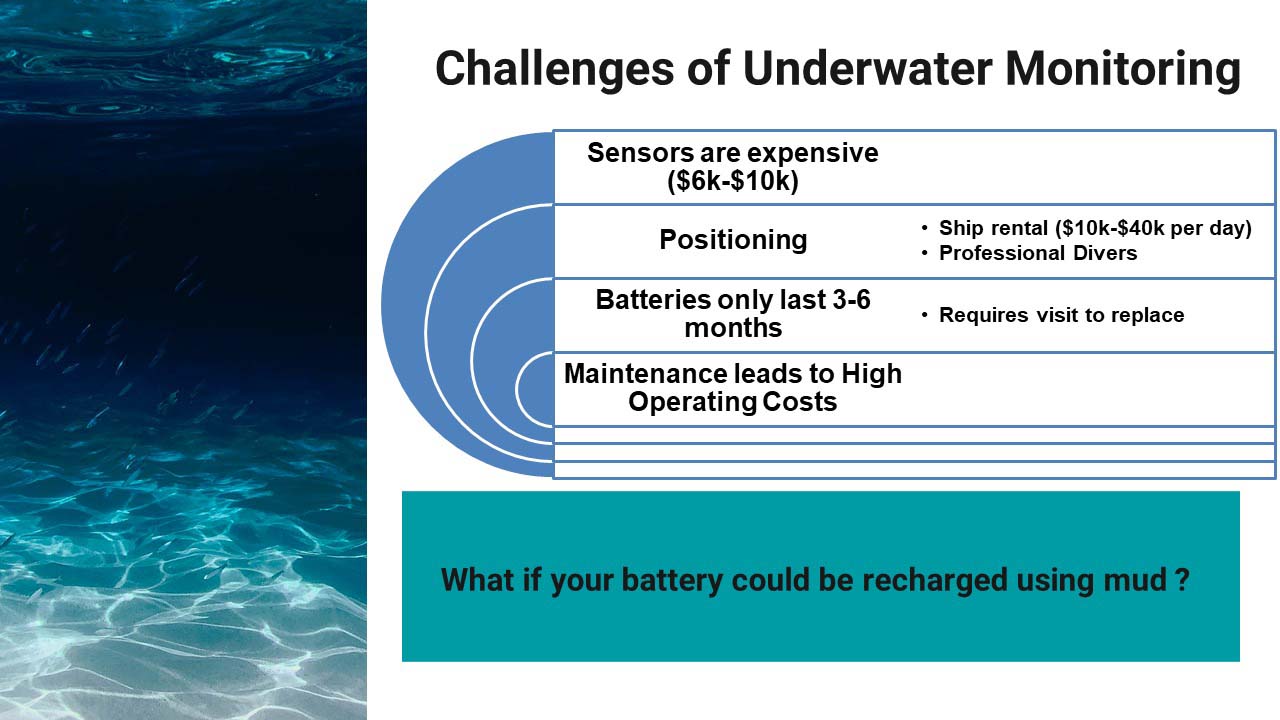 Challenges of Underwater Monitoring
Sensors are expensive
($6k-$10k)
Positioning
• Ship rental ($10k-$40k per day)
• Professional Divers
Batteries only last 3-6
months
• Requires visit to replace
Maintenance leads to High
Operating Costs
What if your battery could be recharged using mud ?